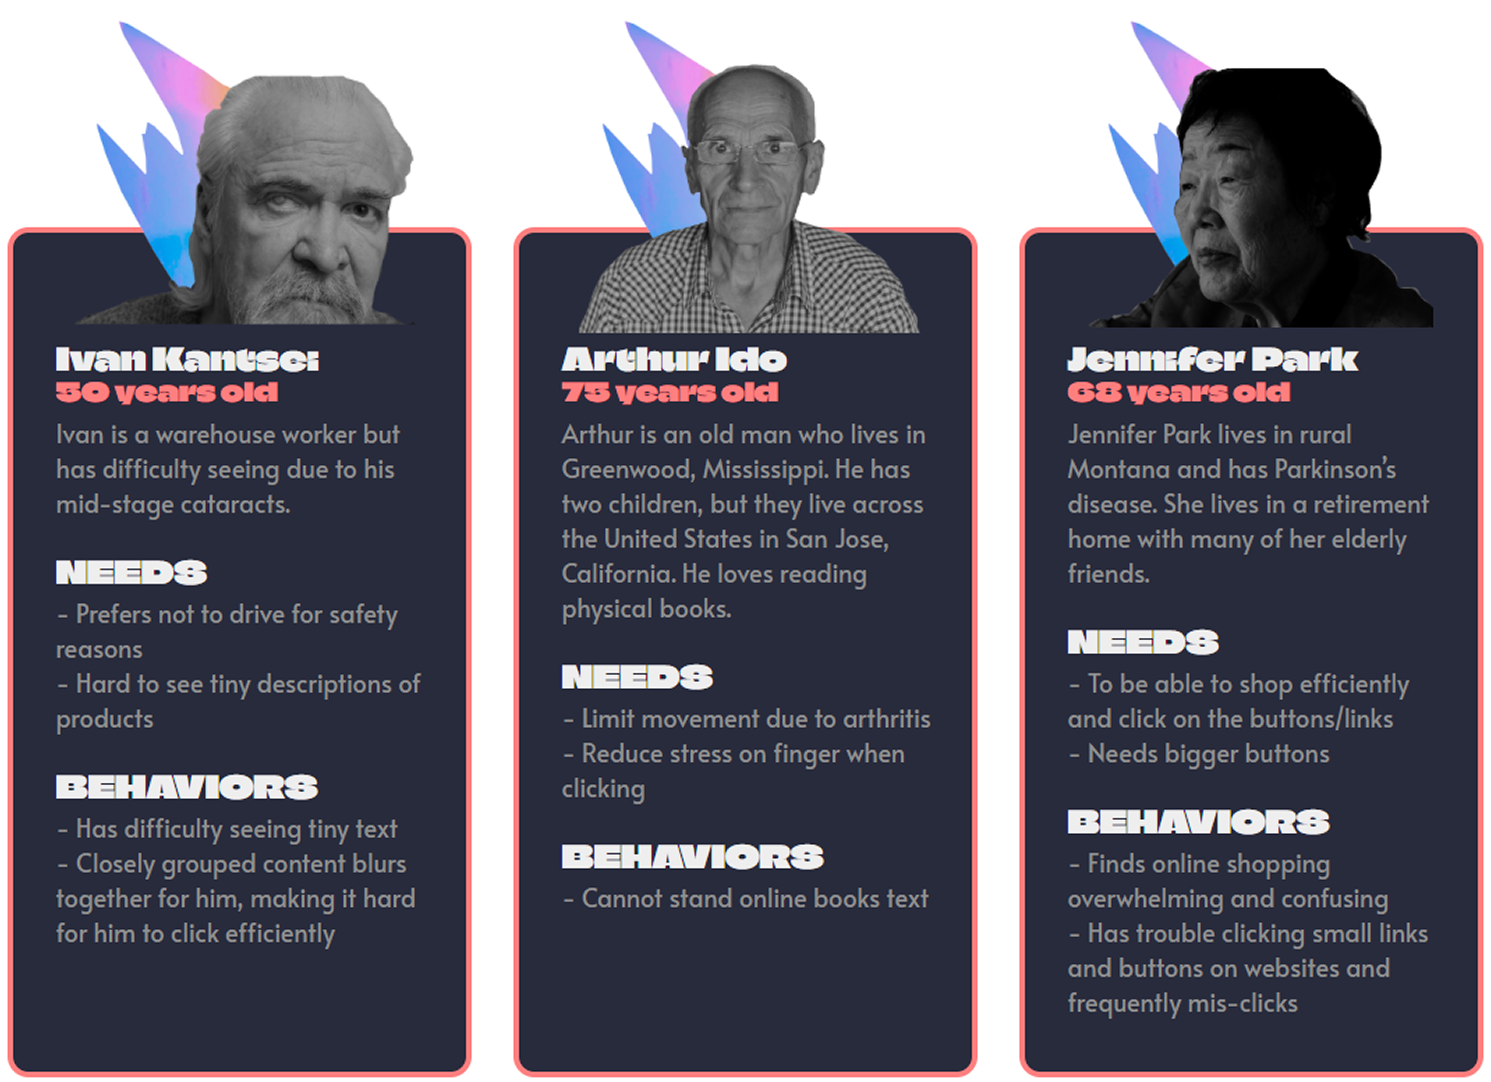 Ivan Kantsci
50 years old
Ivan is a warehouse worker but
has difficulty seeing due to his
mid-stage cataracts.
NEEDS
- Prefers not to drive for safety
reasons
- Hard to see tiny descriptions of
products
BEHAVIORS
- Has difficulty seeing tiny text
- Closely grouped content blurs
together for him, making it hard
for him to click efficiently
Arthur Ido
75 years old
Arthur is an old man who lives in
Greenwood, Mississippi. He has
two children, but they live across
the United States in San Jose,
California. He loves reading
physical books.
NEEDS
- Limit movement due to arthritis
- Reduce stress on finger when
clicking
BEHAVIORS
- Cannot stand online books text
Jennifer Park
68 years old
Jennifer Park lives in rural
Montana and has Parkinson's
disease. She lives in a retirement
home with many of her elderly
friends.
NEEDS
- To be able to shop efficiently
and click on the buttons/links
- Needs bigger buttons
BEHAVIORS
- Finds online shopping
overwhelming and confusing
- Has trouble clicking small links
and buttons on websites and
frequently mis-clicks